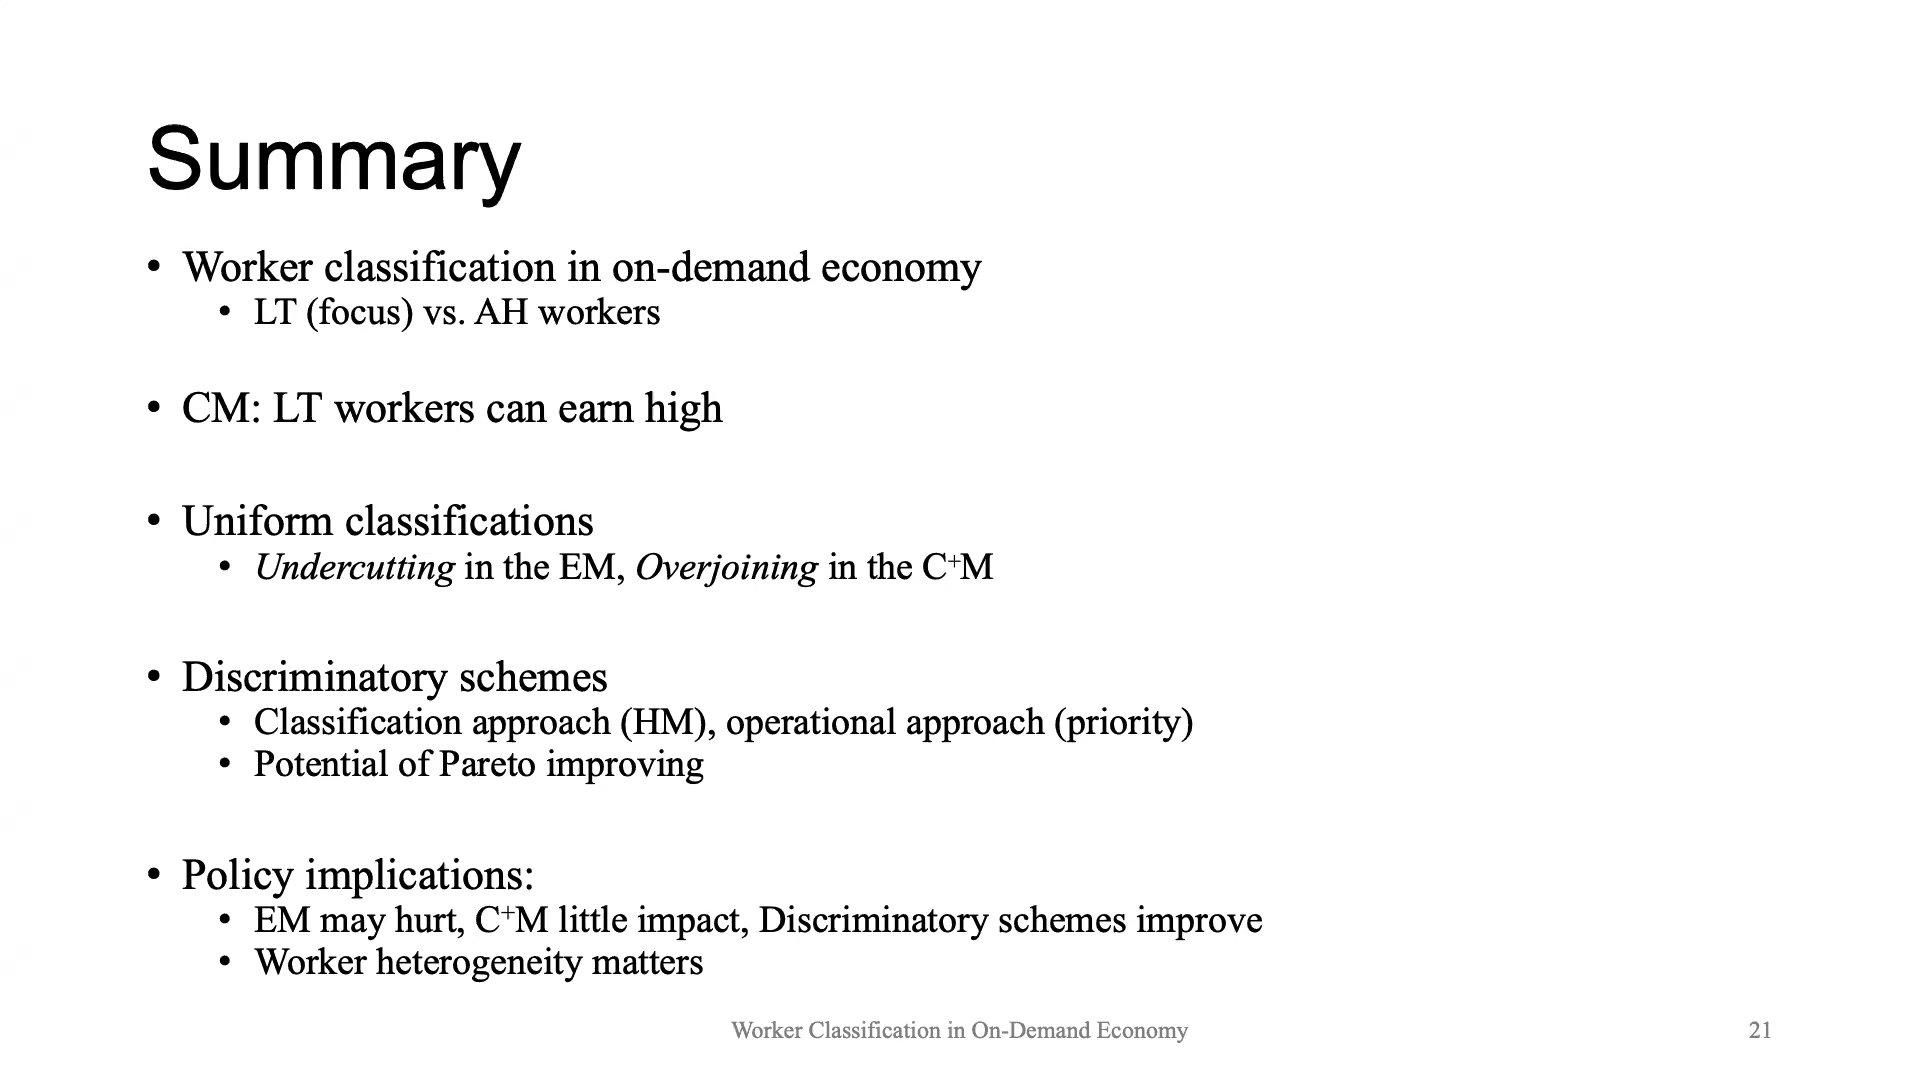 Summary
• Worker classification in on-demand economy
• LT (focus) vs. AH workers
• CM: LT workers can earn high
• Uniform classifications
• Undercutting in the EM, Overjoining in the C⁺M
• Discriminatory schemes
• Classification approach (HM), operational approach (priority)
• Potential of Pareto improving
• Policy implications:
• EM may hurt, C⁺M little impact, Discriminatory schemes improve
• Worker heterogeneity matters
Worker Classification in On-Demand Economy
21